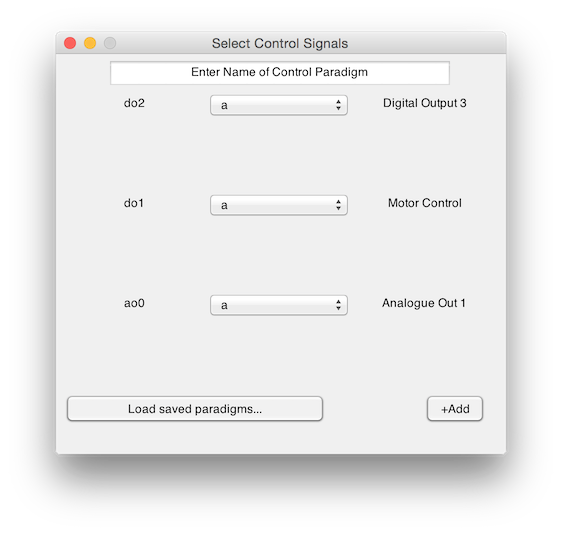 Select Control Signals
Enter Name of Control Paradigm
do2 a Digital Output 3
do1 a Motor Control
ao0 a Analogue Out 1
Load saved paradigms... +Add